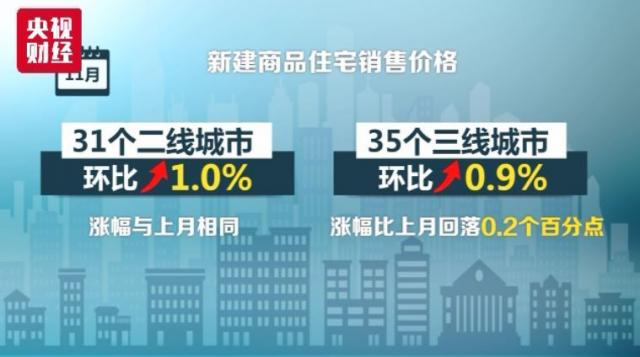 央视
财经
11月
新建商品住宅销售价格
31个二线城市
环比 1.0%
涨幅与上月相同
35个三线城市
环比 0.9%
涨幅比上月回落0.2个百分点